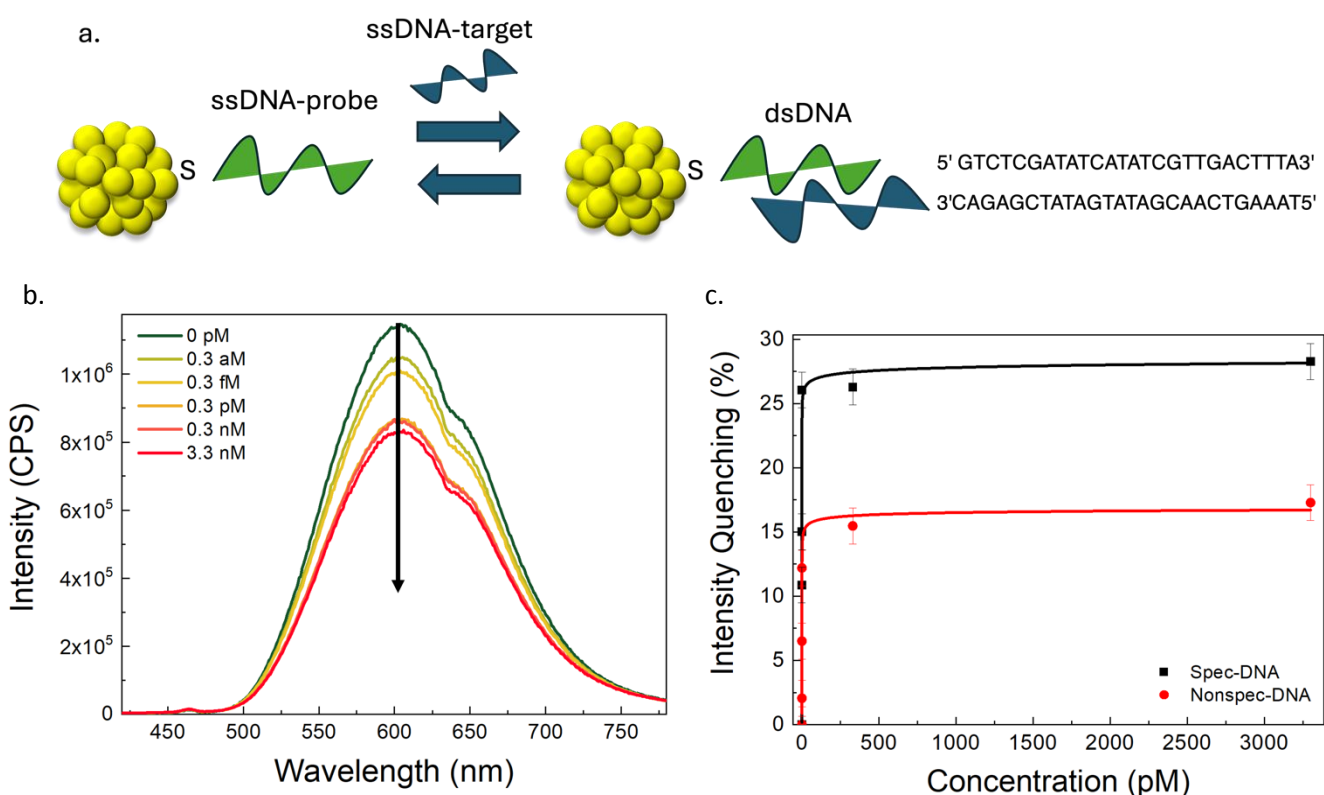 a.
ssDNA-target
ssDNA-probe
dsDNA
S
S
5' GTCTCGATATCATATCGTTGACTTTA3'
3'CAGAGCTATAGTATAGCAACTGAAAT5'
b.
0 pM
0.3 aM
0.3 fM
0.3 pM
0.3 nM
3.3 nM
1x10⁶
8x10⁵
6x10⁵
4x10⁵
2x10⁵
0
Intensity (CPS)
450 500 550 600 650 700 750
Wavelength (nm)
c.
30
25
20
15
10
5
0
Intensity Quenching (%)
Spec-DNA
Nonspec-DNA
0 500 1000 1500 2000 2500 3000
Concentration (pM)